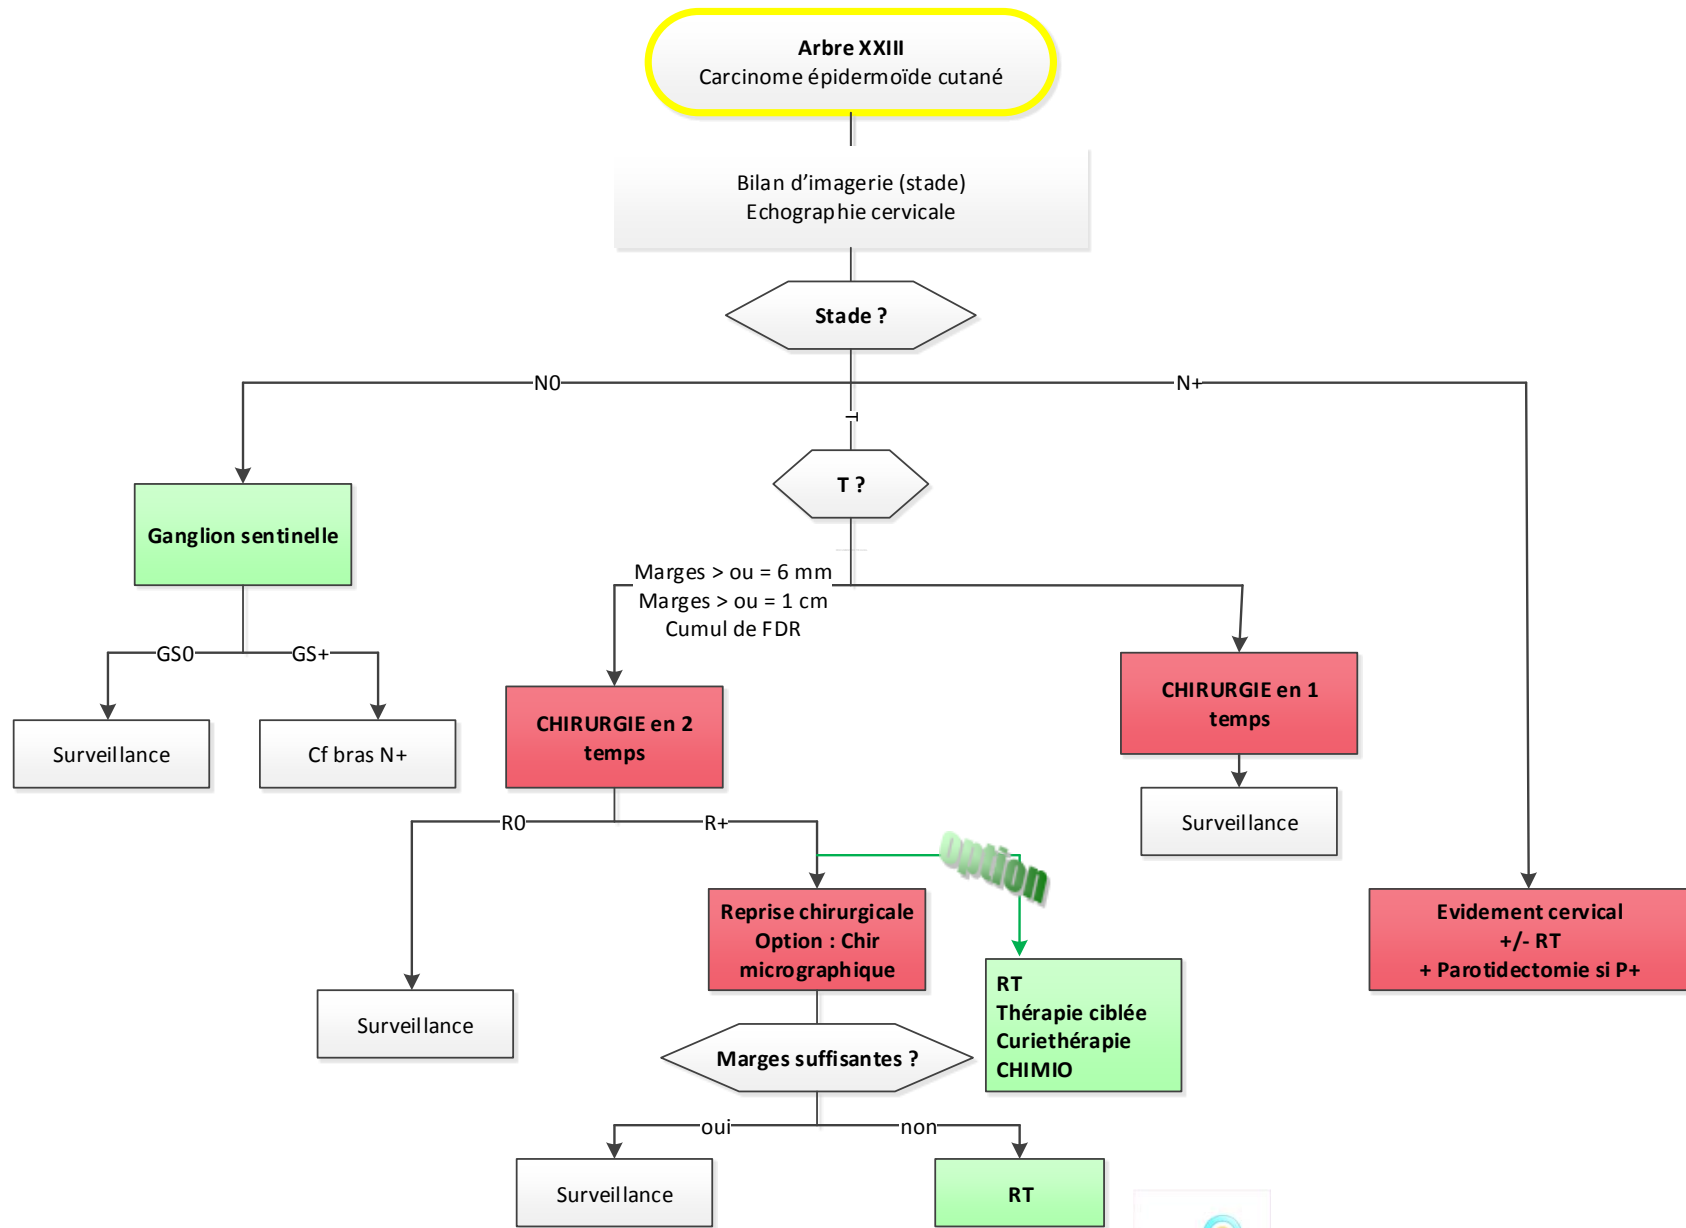 Arbre XXIII
Carcinome épidermoïde cutané
Bilan d'imagerie (stade)
Echographie cervicale
Stade ?
N0
N+
T
T ?
Ganglion sentinelle
Marges > ou = 6 mm
Marges > ou = 1 cm
Cumul de FDR
GS0
GS+
CHIRURGIE en 1
temps
CHIRURGIE en 2
temps
Surveillance
Cf bras N+
Surveillance
R0
R+
option
Reprise chirurgicale
Option : Chir
micrographique
Evidement cervical
+/- RT
+ Parotidectomie si P+
RT
Thérapie ciblée
Curiethérapie
CHIMIO
Surveillance
Marges suffisantes ?
oui
non
Surveillance
RT